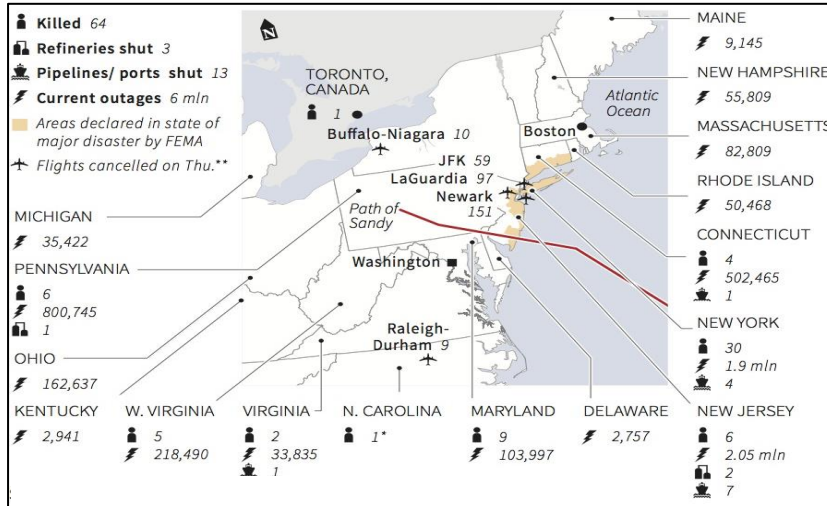 Killed 64
Refineries shut 3
Pipelines/ ports shut 13
Current outages 6 mln
Areas declared in state of
major disaster by FEMA
Flights cancelled on Thu.**
N
TORONTO,
CANADA
1
Buffalo-Niagara 10
JFK 59
LaGuardia 97
Newark
151
Path of
Sandy
Washington
Raleigh-
Durham 9
Boston
Atlantic
Ocean
MAINE
9,145
NEW HAMPSHIRE
55,809
MASSACHUSETTS
82,809
RHODE ISLAND
50,468
CONNECTICUT
4
502,465
1
NEW YORK
30
1.9 mln
4
NEW JERSEY
6
2.05 mln
2
7
MICHIGAN
35,422
PENNSYLVANIA
6
800,745
1
OHIO
162,637
KENTUCKY
2,941
W. VIRGINIA
5
218,490
VIRGINIA
2
33,835
1
N. CAROLINA
1*
MARYLAND
9
103,997
DELAWARE
2,757